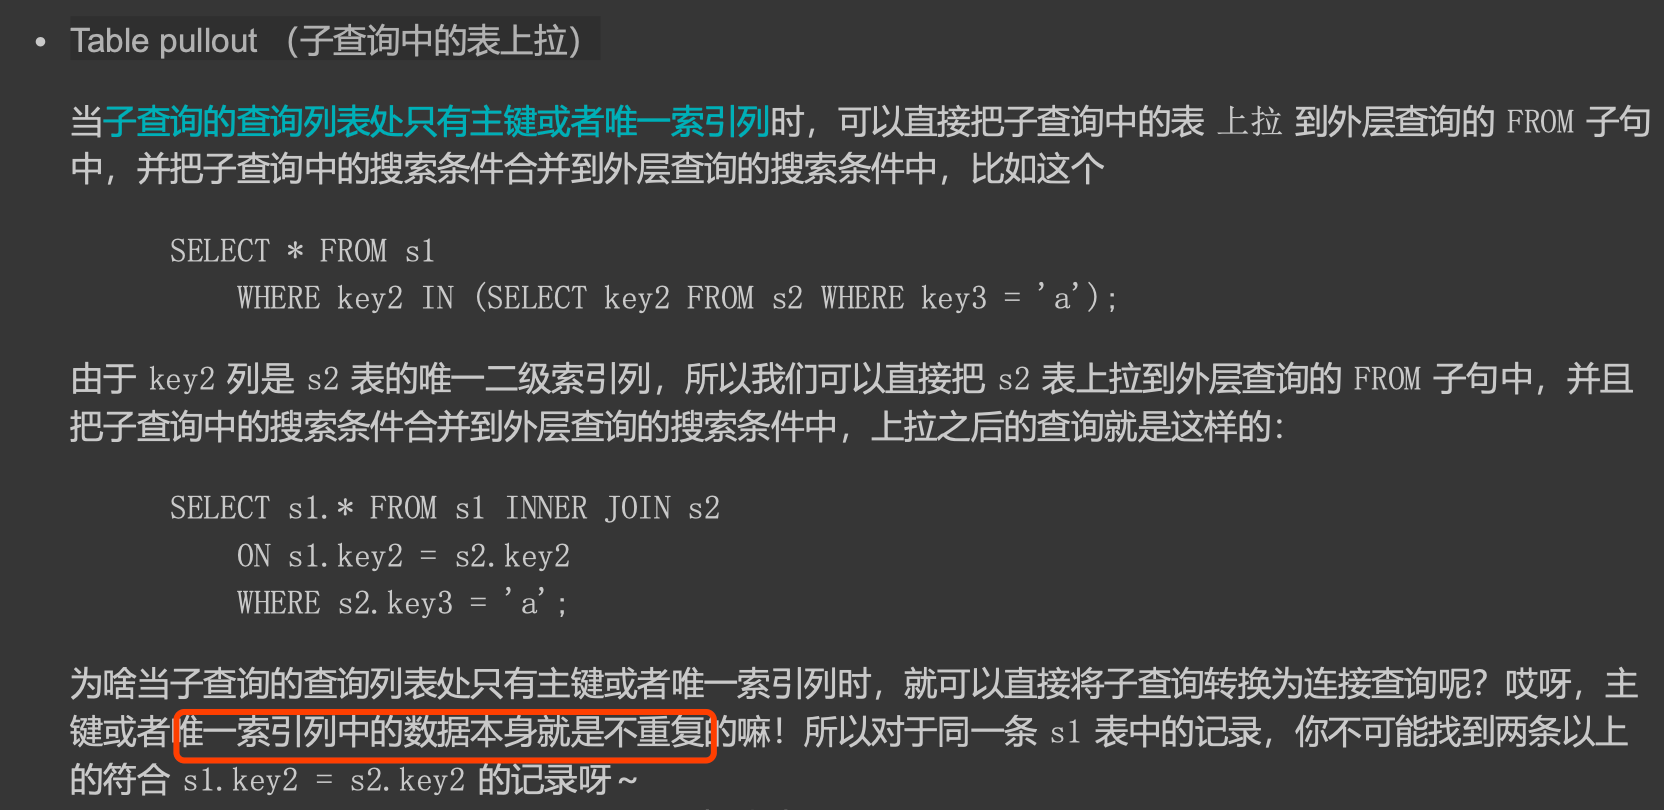 • Table pullout （子查询中的表上拉）
当子查询的查询列表处只有主键或者唯一索引列时，可以直接把子查询中的表 上拉 到外层查询的 FROM 子句
中，并把子查询中的搜索条件合并到外层查询的搜索条件中，比如这个
SELECT * FROM s1
WHERE key2 IN (SELECT key2 FROM s2 WHERE key3 = 'a');
由于 key2 列是 s2 表的唯一二级索引列，所以我们可以直接把 s2 表上拉到外层查询的 FROM 子句中，并且
把子查询中的搜索条件合并到外层查询的搜索条件中，上拉之后的查询就是这样的：
SELECT s1.* FROM s1 INNER JOIN s2
ON s1.key2 = s2.key2
WHERE s2.key3 = 'a';
为啥当子查询的查询列表处只有主键或者唯一索引列时，就可以直接将子查询转换为连接查询呢？哎呀，主
键或者唯一索引列中的数据本身就是不重复的嘛！所以对于同一条 s1 表中的记录，你不可能找到两条以上
的符合 s1.key2 = s2.key2 的记录呀～